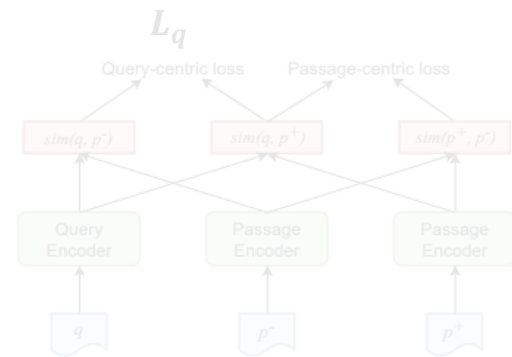 L_q
Query-centric loss Passage-centric loss
sim(q, p⁻) sim(q, p⁺) sim(p⁺, p⁻)
Query Encoder Passage Encoder Passage Encoder
q p⁻ p⁺